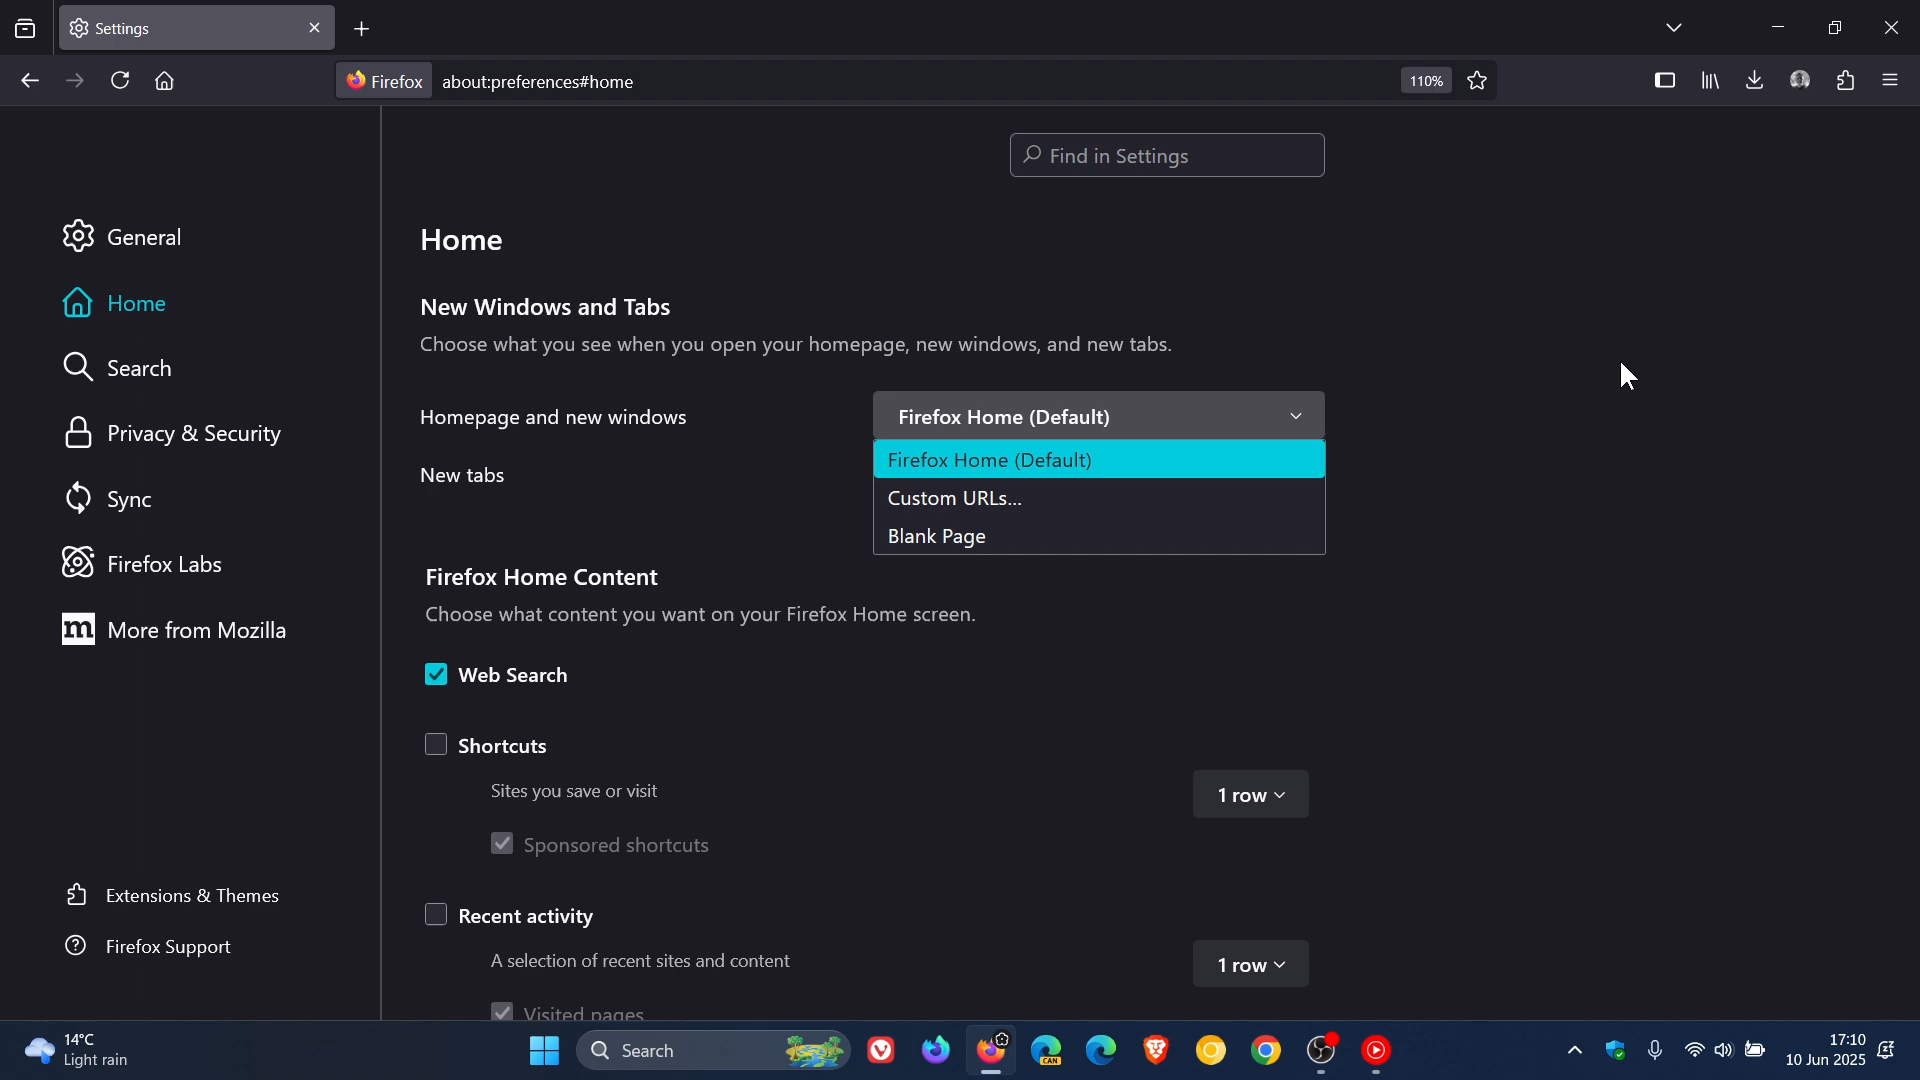 Settings
Firefox
about:preferences#home
110%
Find in Settings
General
Home
Search
Privacy & Security
Sync
Firefox Labs
More from Mozilla
Extensions & Themes
Firefox Support
Home
New Windows and Tabs
Choose what you see when you open your homepage, new windows, and new tabs.
Homepage and new windows
Firefox Home (Default)
Firefox Home (Default)
Custom URLs...
Blank Page
New tabs
Firefox Home Content
Choose what content you want on your Firefox Home screen.
Web Search
Shortcuts
Sites you save or visit
1 row
Sponsored shortcuts
Recent activity
A selection of recent sites and content
1 row
Visited pages
14°C
Light rain
Search
CAN
17:10
10 Jun 2025